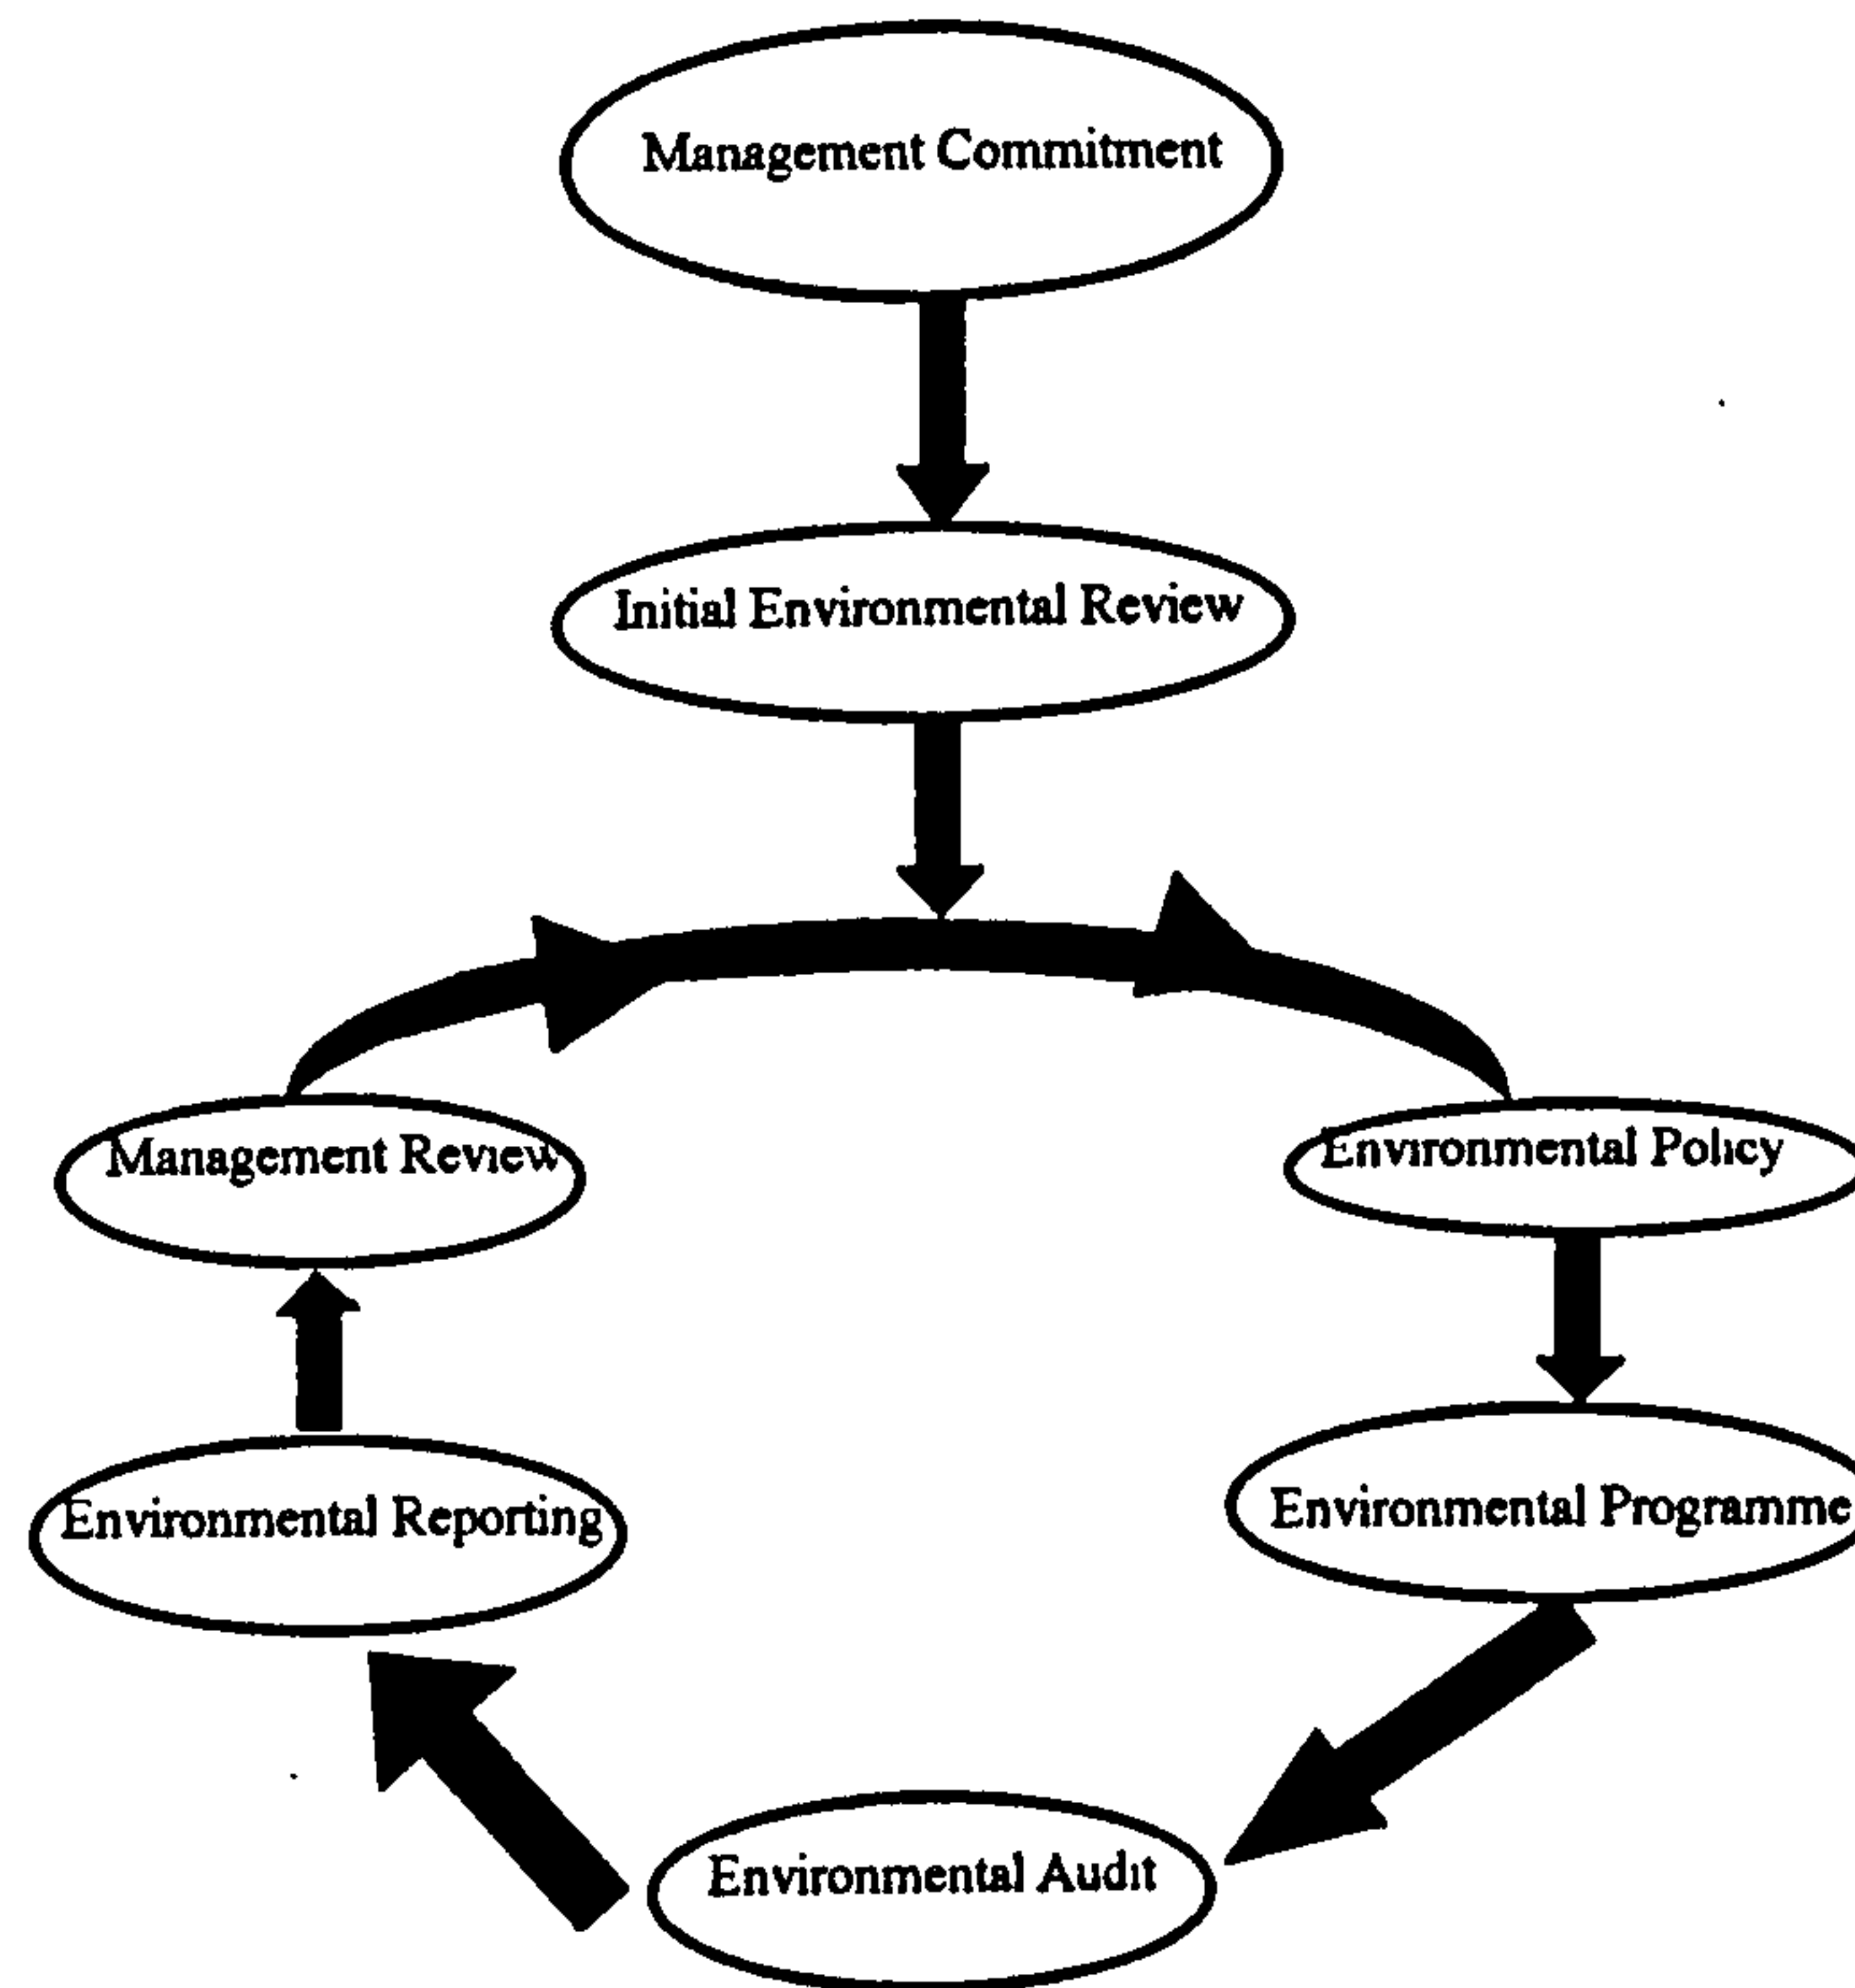 Management Commitment
Initial Environmental Review
Management Review
Environmental Policy
Environmental Reporting
Environmental Programme
Environmental Audit